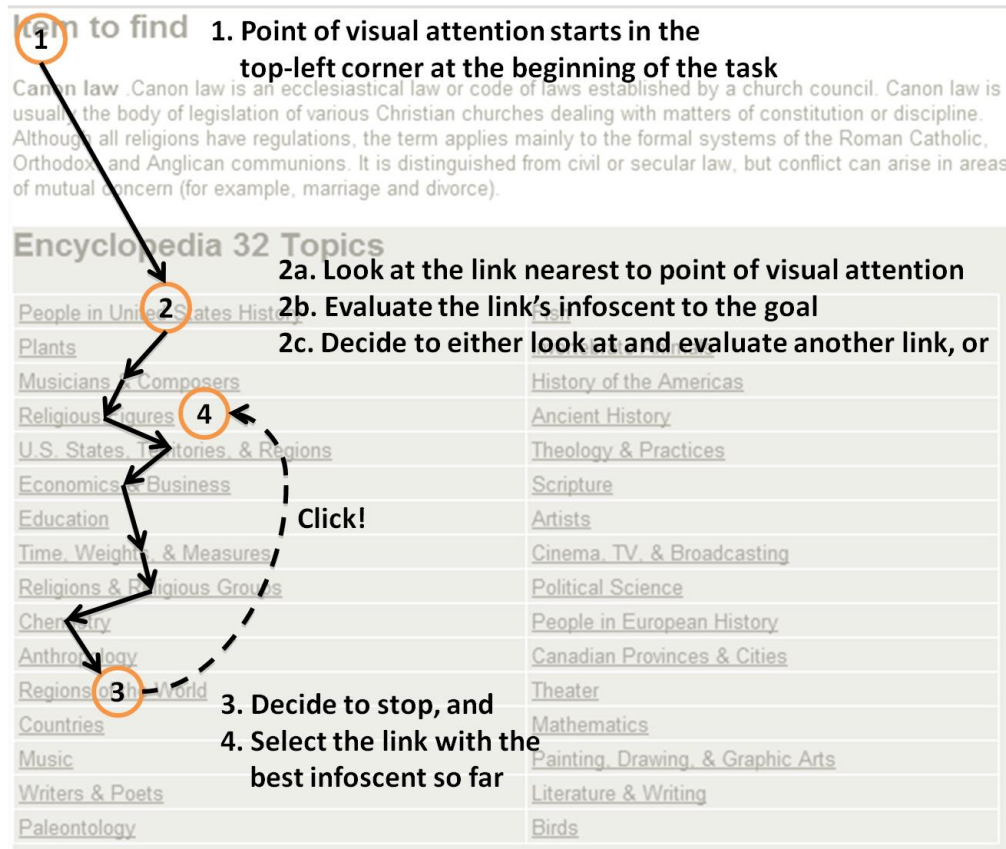 Item to find
1
1. Point of visual attention starts in the
top-left corner at the beginning of the task
Canon law .Canon law is an ecclesiastical law or code of laws established by a church council. Canon law is
usually the body of legislation of various Christian churches dealing with matters of constitution or discipline.
Although all religions have regulations, the term applies mainly to the formal systems of the Roman Catholic,
Orthodox, and Anglican communions. It is distinguished from civil or secular law, but conflict can arise in areas
of mutual concern (for example, marriage and divorce).
Encyclopedia 32 Topics
2a. Look at the link nearest to point of visual attention
2
2b. Evaluate the link's infoscent to the goal
2c. Decide to either look at and evaluate another link, or
People in United States History
Fish
Plants
Musicians & Composers
History of the Americas
Religious Figures
4
Ancient History
U.S. States, Territories, & Regions
Theology & Practices
Economics & Business
Scripture
Education
Click!
Artists
Time, Weights, & Measures
Cinema, TV, & Broadcasting
Religions & Religious Groups
Political Science
Chemistry
People in European History
Anthropology
Canadian Provinces & Cities
Regions of the World
3
Theater
3. Decide to stop, and
Countries
Mathematics
4. Select the link with the
best infoscent so far
Music
Painting, Drawing, & Graphic Arts
Writers & Poets
Literature & Writing
Paleontology
Birds